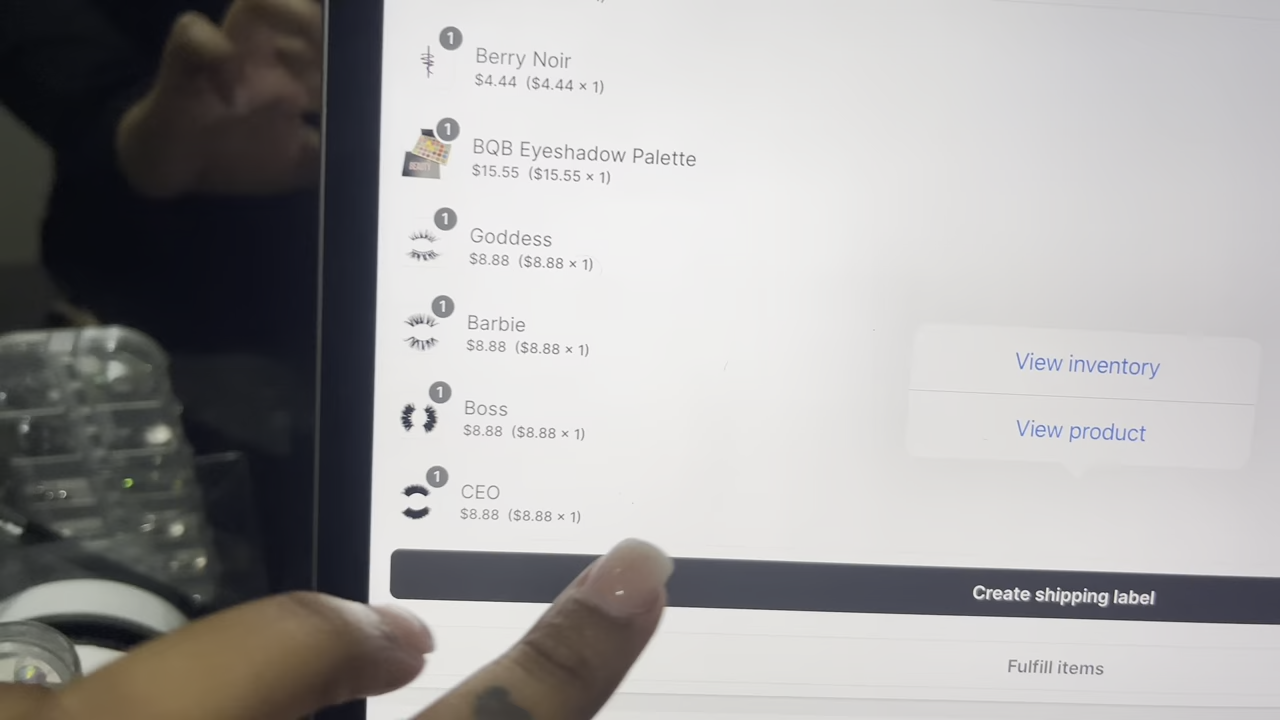 1
Berry Noir
$4.44 ($4.44 × 1)
1
BQB Eyeshadow Palette
$15.55 ($15.55 × 1)
BEAUTY
1
Goddess
$8.88 ($8.88 × 1)
1
Barbie
$8.88 ($8.88 × 1)
View inventory
1
Boss
$8.88 ($8.88 × 1)
View product
1
CEO
$8.88 ($8.88 × 1)
Create shipping label
Fulfill items